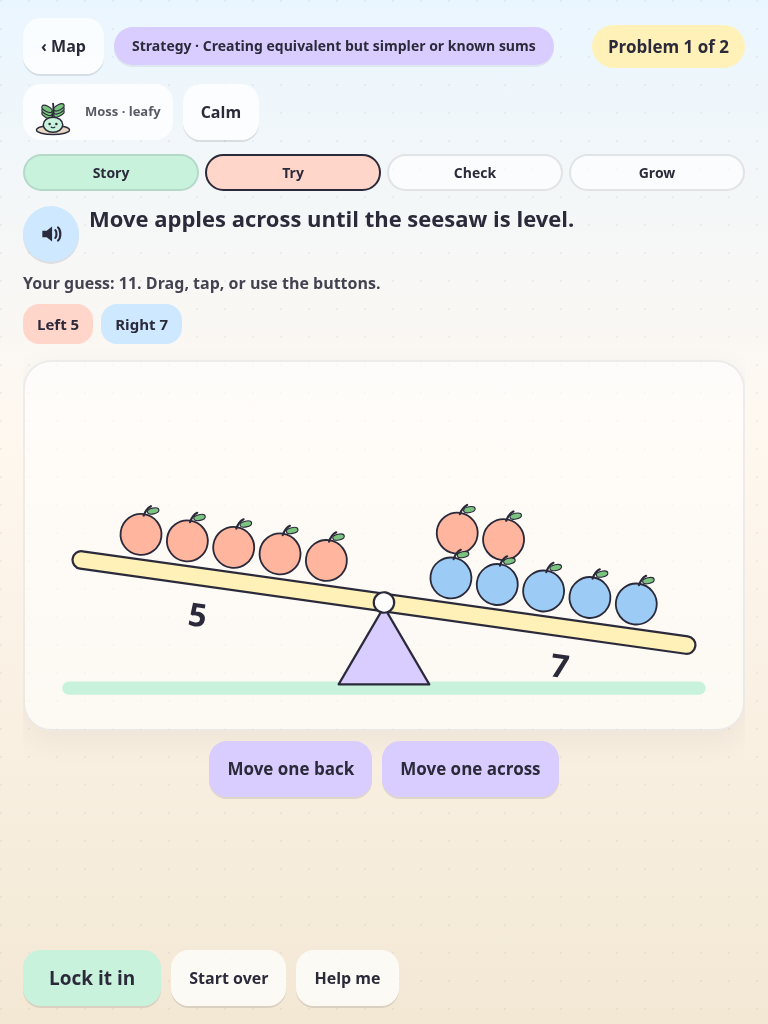 ‹ Map
Strategy · Creating equivalent but simpler or known sums
Problem 1 of 2
Moss · leafy
Calm
Story
Try
Check
Grow
Move apples across until the seesaw is level.
Your guess: 11. Drag, tap, or use the buttons.
Left 5
Right 7
5
7
Move one back
Move one across
Lock it in
Start over
Help me